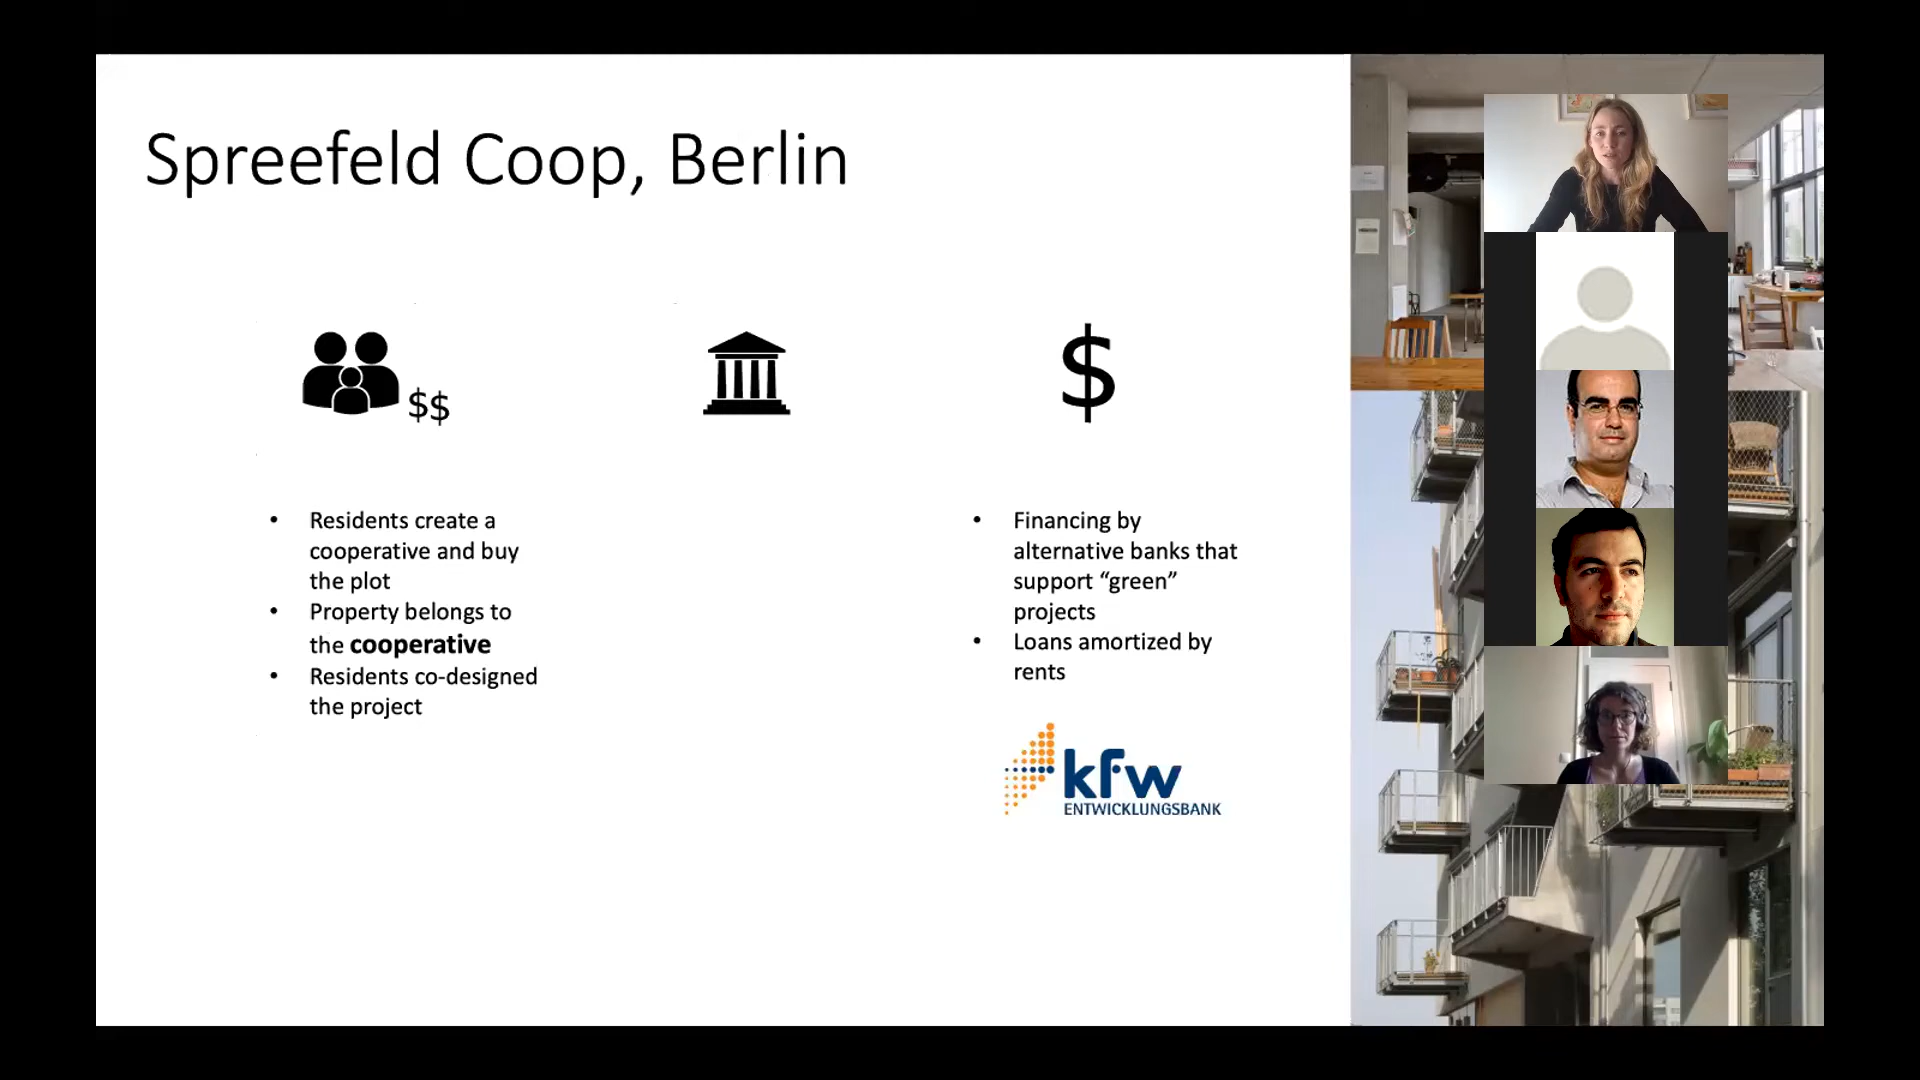 Spreefeld Coop, Berlin
$$
$
• Residents create a
cooperative and buy
the plot
• Property belongs to
the cooperative
• Residents co-designed
the project
• Financing by
alternative banks that
support “green”
projects
• Loans amortized by
rents
kfw
ENTWICKLUNGSBANK